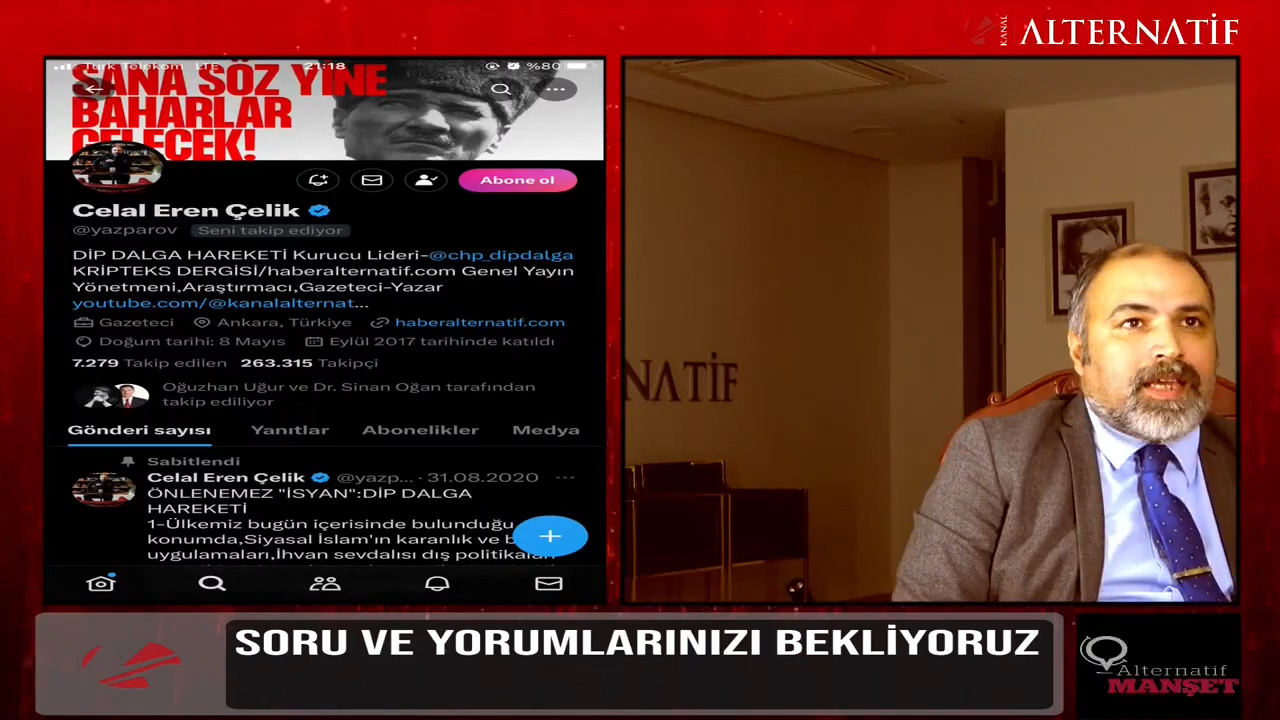 KANAL ALTERNATİF
Türk Telekom LTE 21:18 %80
SANA SÖZ YİNE
BAHARLAR
GELECEK!
Abone ol
Celal Eren Çelik
@yazparov Seni takip ediyor
DİP DALGA HAREKETİ Kurucu Lideri-@chp_dipdalga
KRİPTEKS DERGİSİ/haberalternatif.com Genel Yayın
Yönetmeni,Araştırmacı,Gazeteci-Yazar
youtube.com/@kanalalternat...
Gazeteci Ankara, Türkiye haberalternatif.com
Doğum tarihi: 8 Mayıs Eylül 2017 tarihinde katıldı
7.279 Takip edilen 263.315 Takipçi
Oğuzhan Uğur ve Dr. Sinan Oğan tarafından
takip ediliyor
Gönderi sayısı Yanıtlar Abonelikler Medya
Sabitlendi
Celal Eren Çelik @yazp... · 31.08.2020
ÖNLENEMEZ "İSYAN":DİP DALGA
HAREKETİ
1-Ülkemiz bugün içerisinde bulunduğu
konumda,Siyasal İslam'ın karanlık ve
uygulamaları,İhvan sevdalısı dış politikaları
NATİF
SORU VE YORUMLARINIZI BEKLİYORUZ
Alternatif
MANŞET